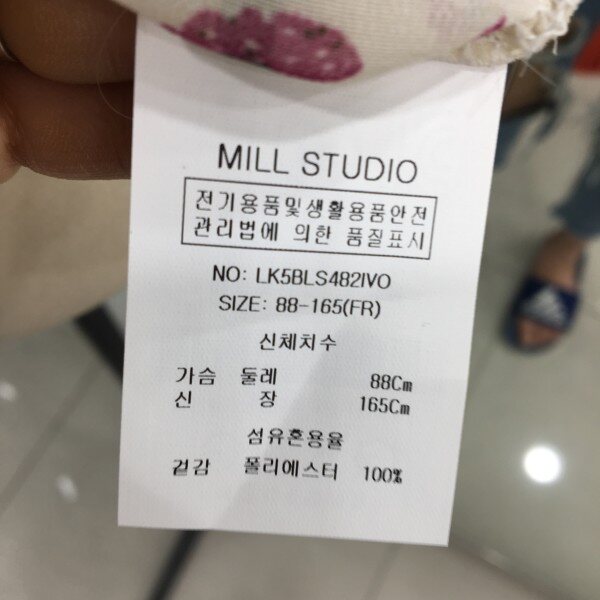 MILL STUDIO
전기용품및생활용품안전
관리법에 의한 품질표시
NO: LK5BLS482IVO
SIZE: 88-165(FR)
신체치수
가슴 둘레 88Cm
신 장 165Cm
섬유혼용율
겉감 폴리에스터 100%